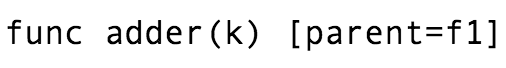 func adder(k) [parent=f1]